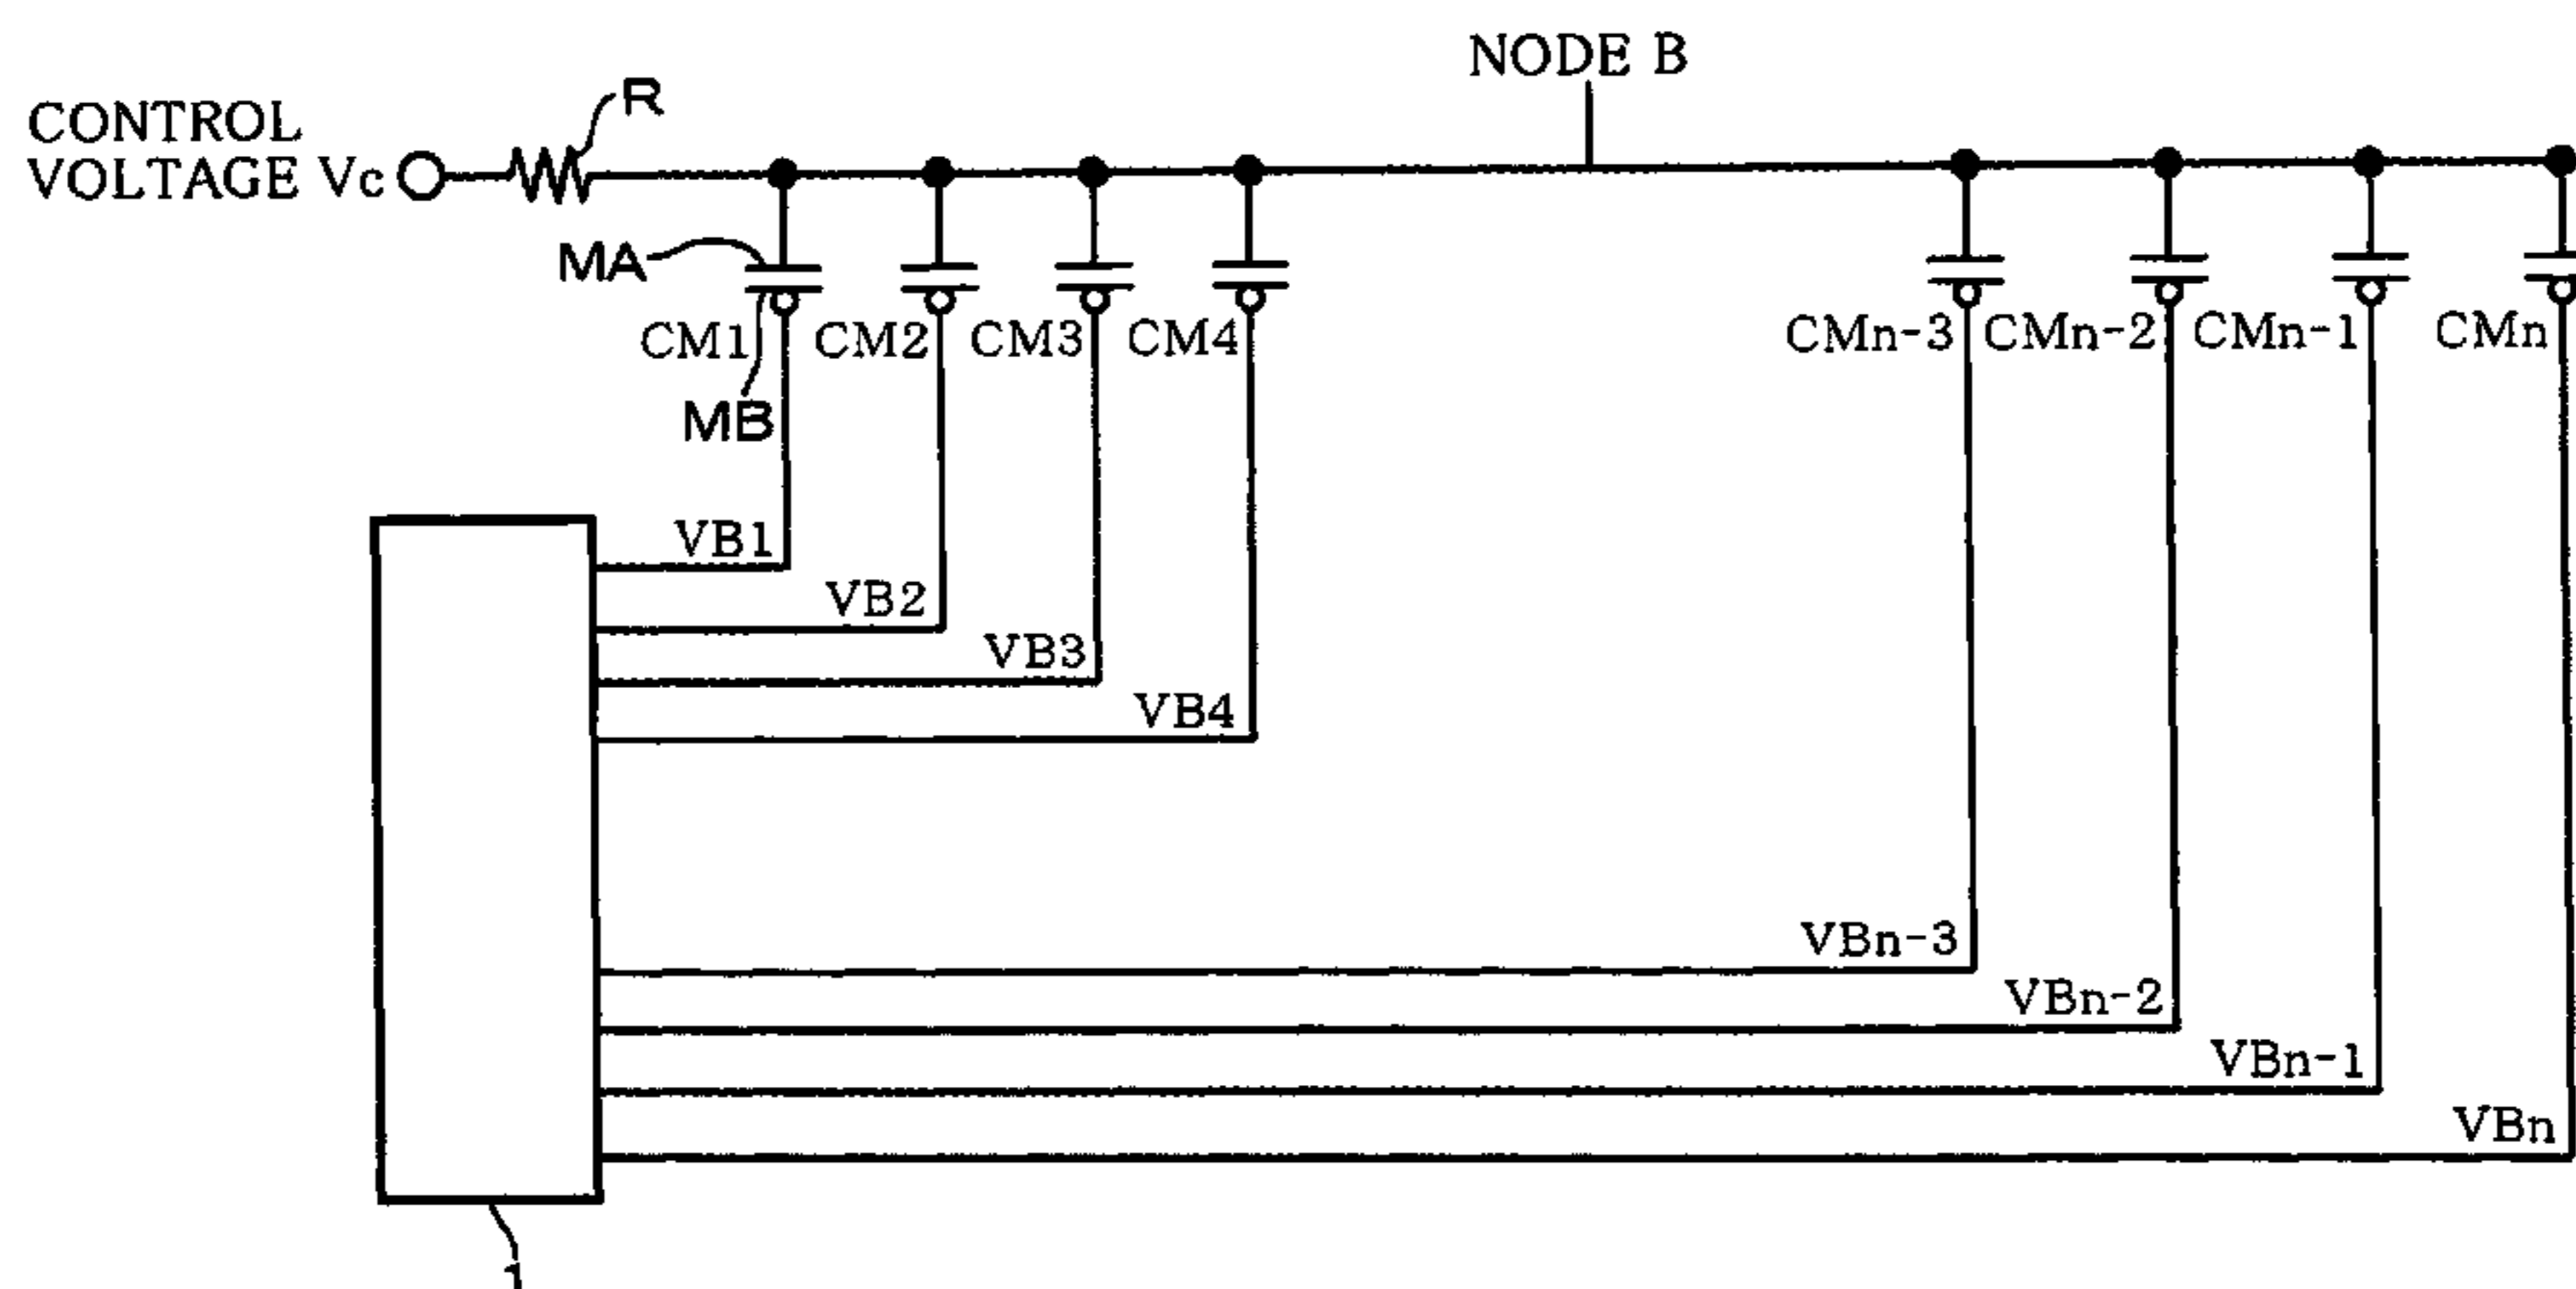 NODE B
R
CONTROL
VOLTAGE Vc
MA
CM1
CM2
CM3
CM4
CMn-3
CMn-2
CMn-1
CMn
MB
VB1
VB2
VB3
VB4
VBn-3
VBn-2
VBn-1
VBn
1